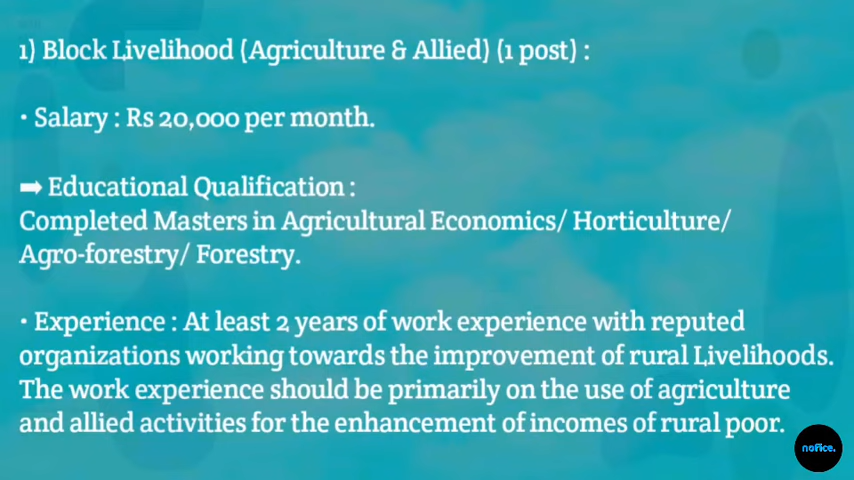 1) Block Livelihood (Agriculture & Allied) (1 post) :
• Salary : Rs 20,000 per month.
➡ Educational Qualification :
Completed Masters in Agricultural Economics/ Horticulture/
Agro-forestry/ Forestry.
• Experience : At least 2 years of work experience with reputed
organizations working towards the improvement of rural Livelihoods.
The work experience should be primarily on the use of agriculture
and allied activities for the enhancement of incomes of rural poor.
nofice.